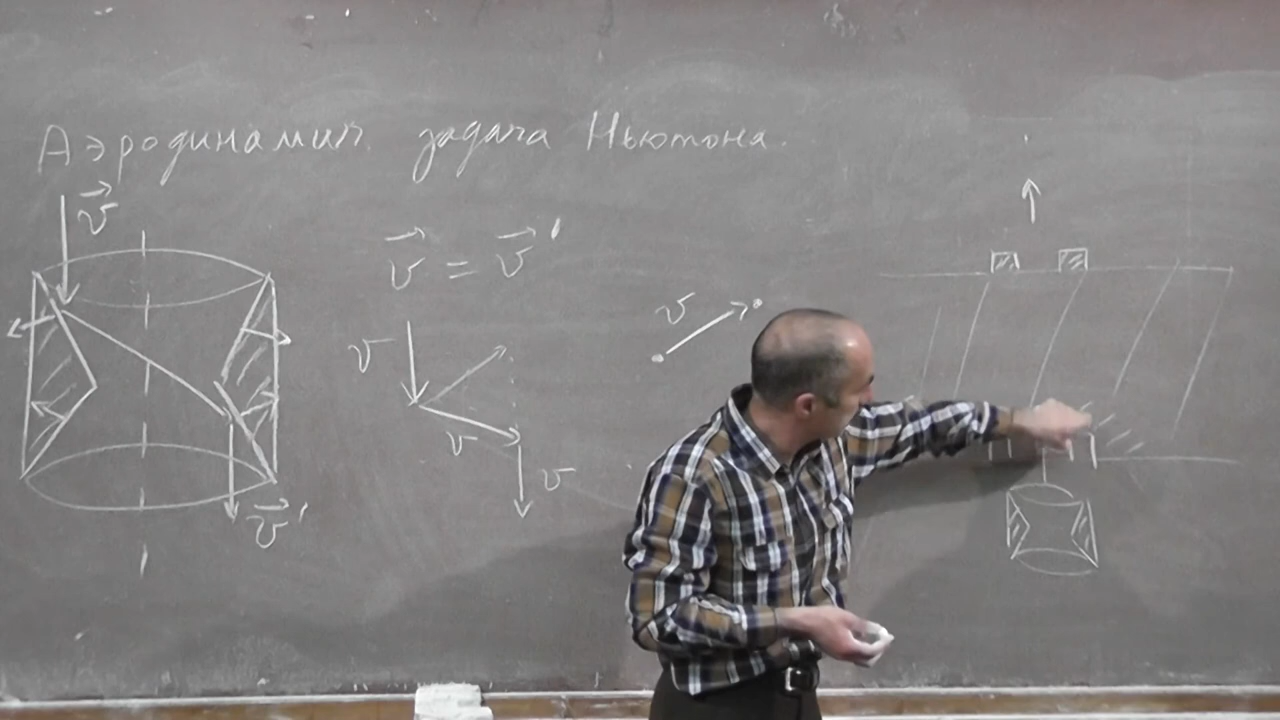 Аэродинамич. задача Ньютона.
v⃗
v⃗ = v⃗ '
v
v
v
v
v⃗ '